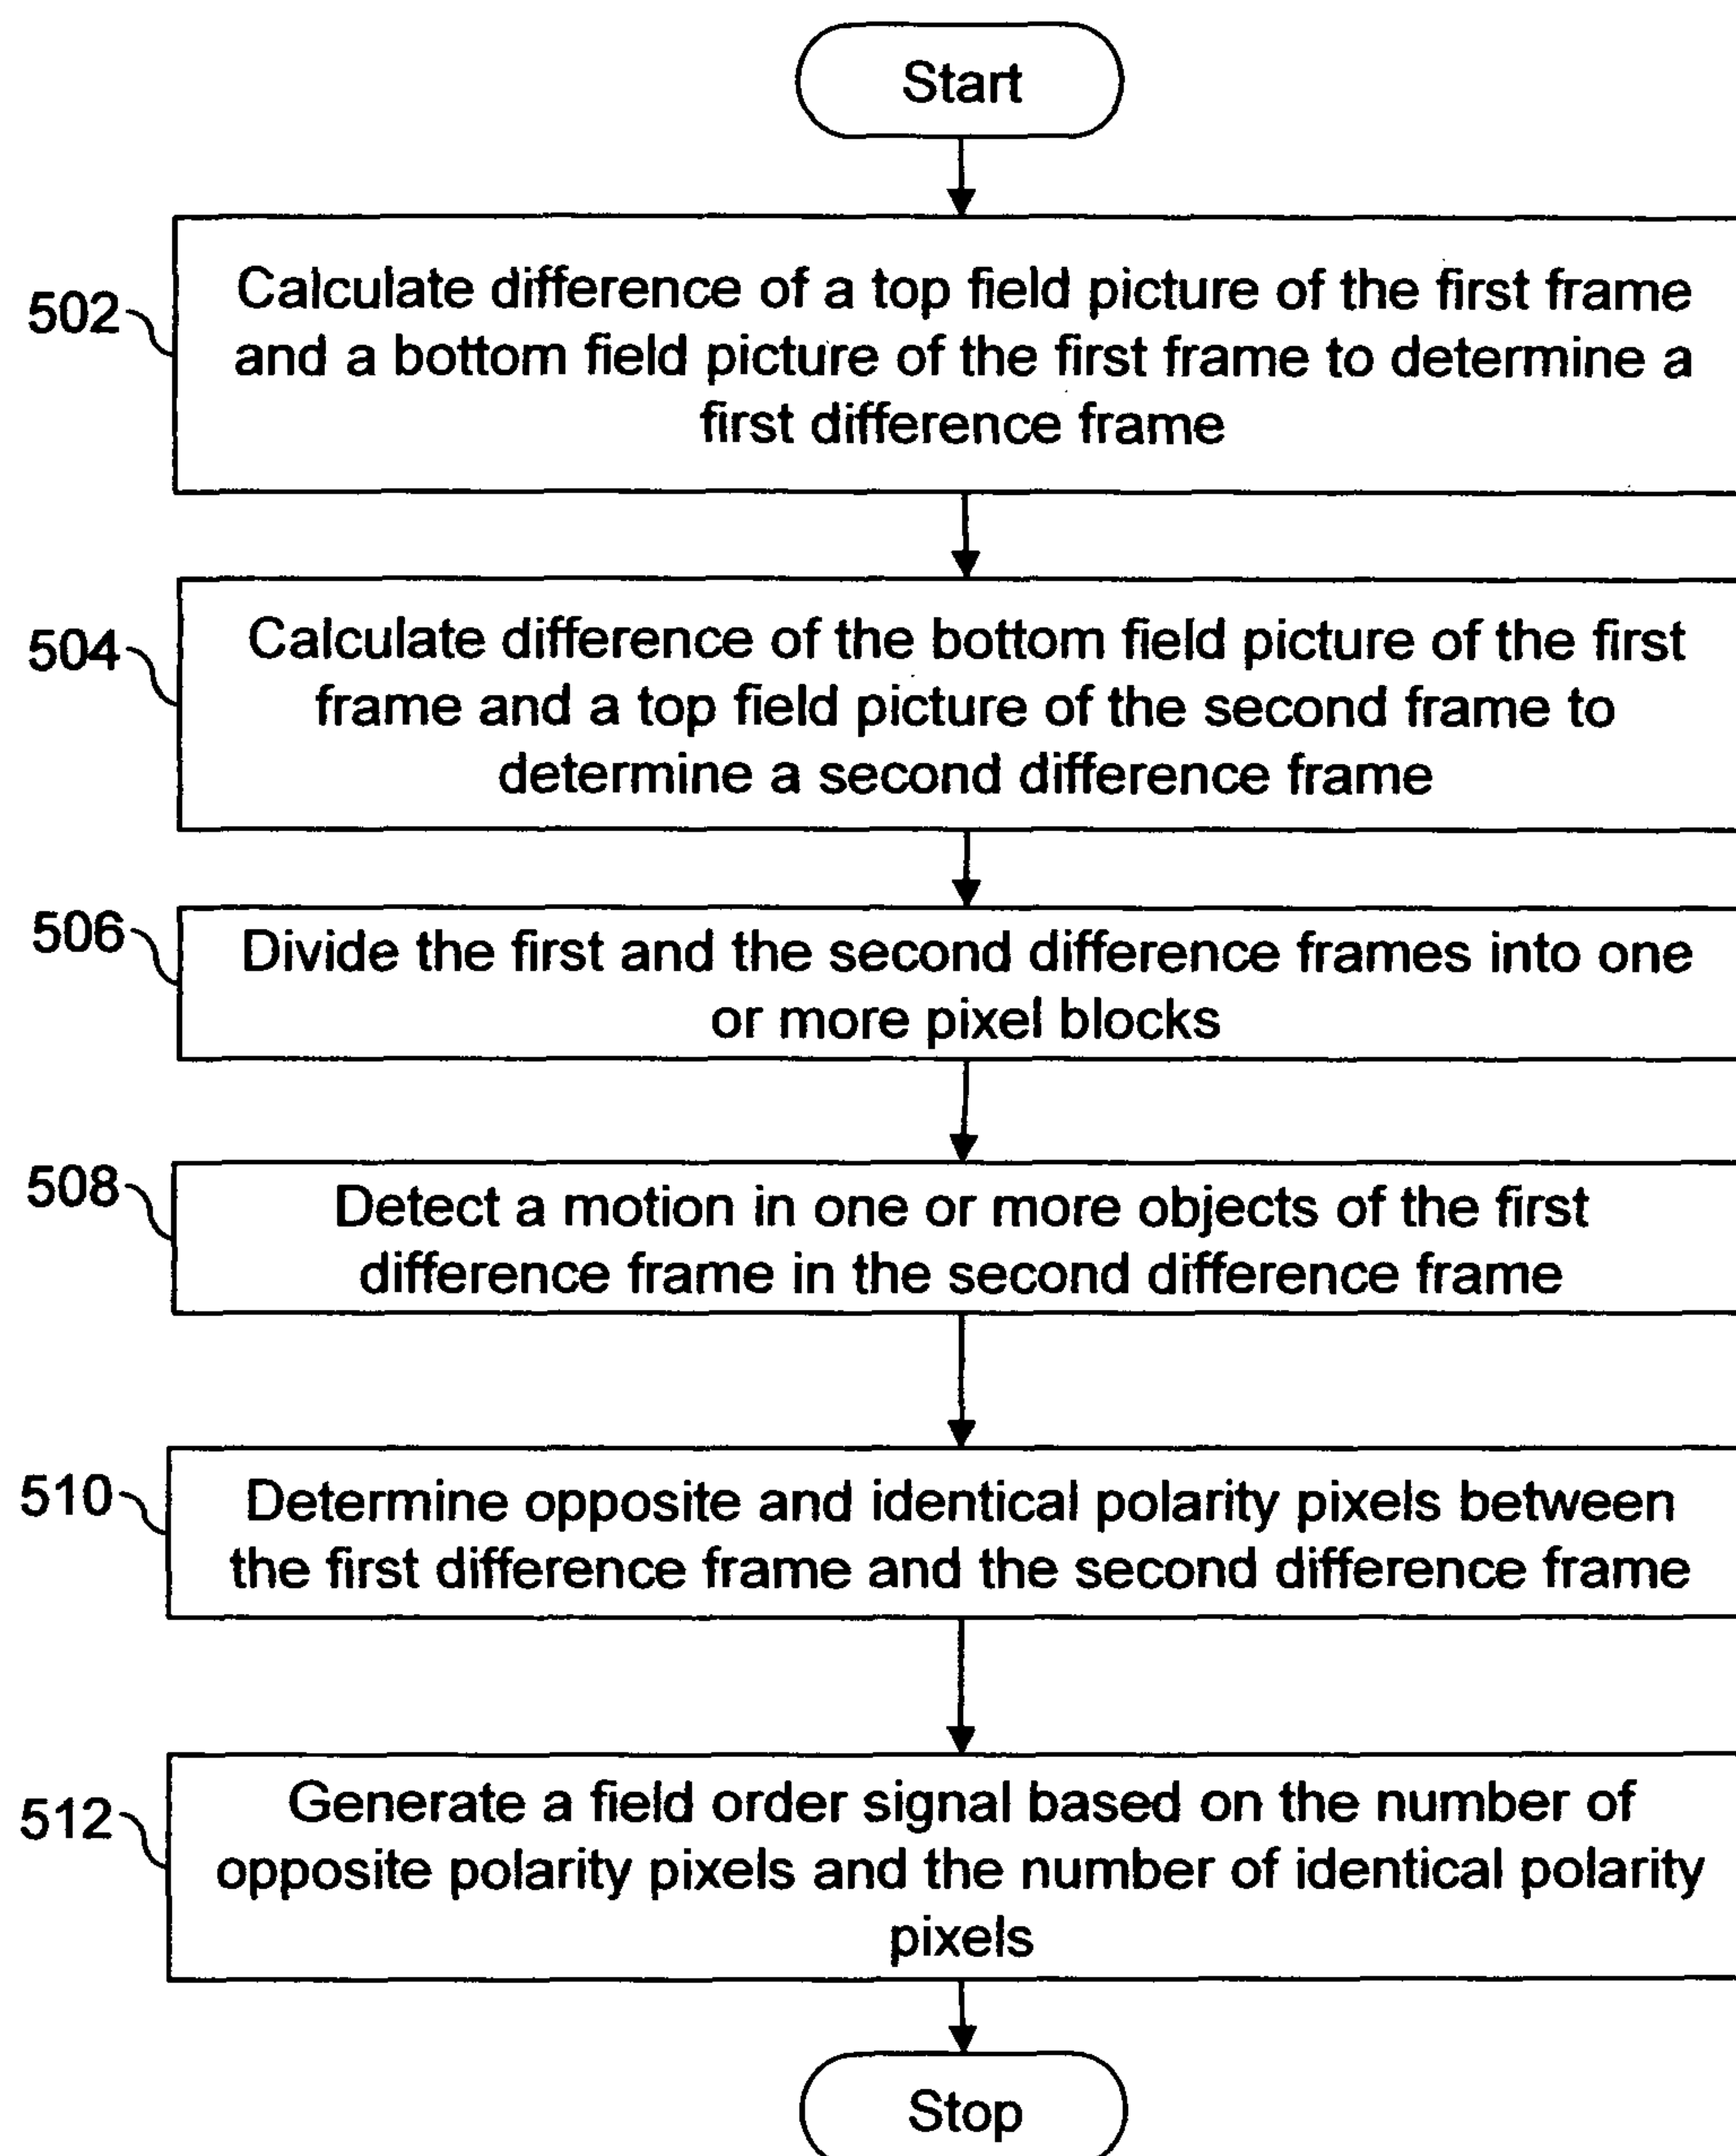 Start
502
Calculate difference of a top field picture of the first frame
and a bottom field picture of the first frame to determine a
first difference frame
504
Calculate difference of the bottom field picture of the first
frame and a top field picture of the second frame to
determine a second difference frame
506
Divide the first and the second difference frames into one
or more pixel blocks
508
Detect a motion in one or more objects of the first
difference frame in the second difference frame
510
Determine opposite and identical polarity pixels between
the first difference frame and the second difference frame
512
Generate a field order signal based on the number of
opposite polarity pixels and the number of identical polarity
pixels
Stop